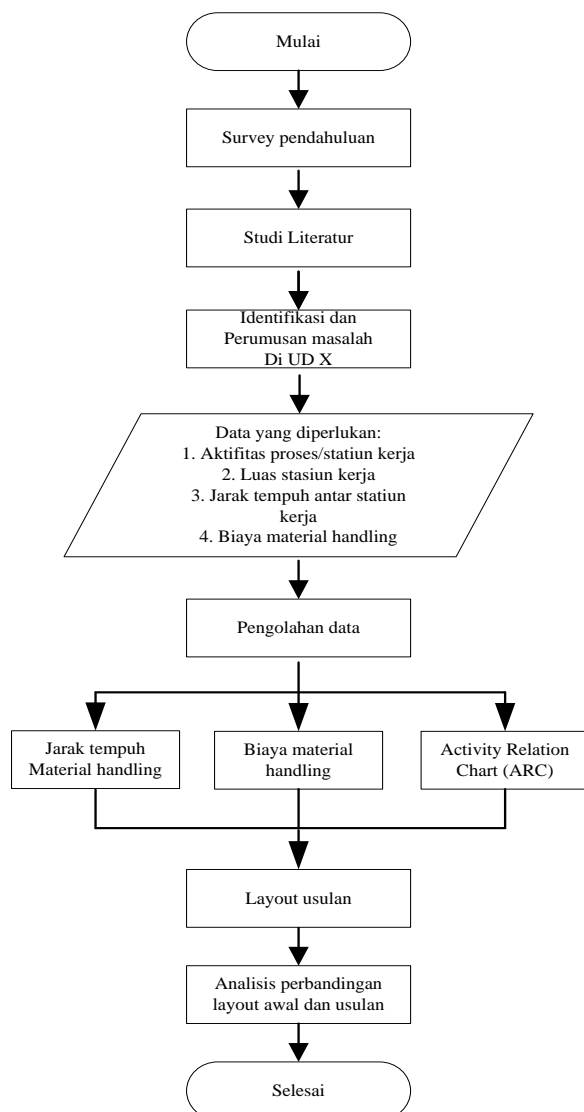 Mulai
Survey pendahuluan
Studi Literatur
Identifikasi dan
Perumusan masalah
Di UD X
Data yang diperlukan:
1. Aktifitas proses/statiun kerja
2. Luas stasiun kerja
3. Jarak tempuh antar statiun
kerja
4. Biaya material handling
Pengolahan data
Jarak tempuh
Material handling
Biaya material
handling
Activity Relation
Chart (ARC)
Layout usulan
Analisis perbandingan
layout awal dan usulan
Selesai